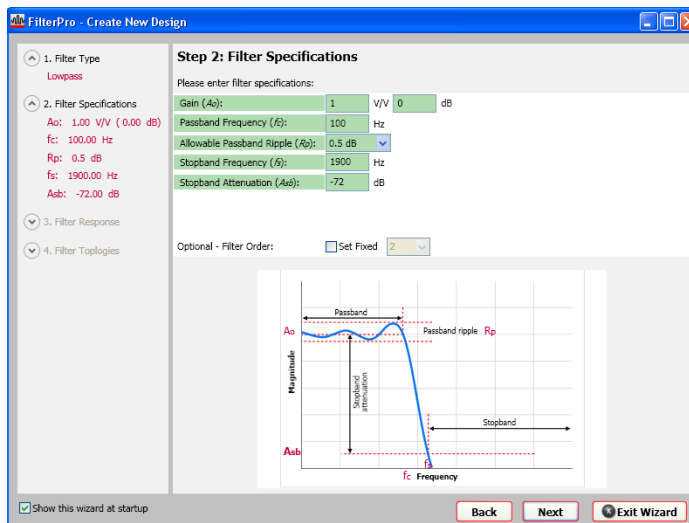 FilterPro - Create New Design
1. Filter Type
Lowpass
2. Filter Specifications
Ao: 1.00 V/V ( 0.00 dB)
fc: 100.00 Hz
Rp: 0.5 dB
fs: 1900.00 Hz
Asb: -72.00 dB
3. Filter Response
4. Filter Toplogies
Show this wizard at startup
Step 2: Filter Specifications
Please enter filter specifications:
Gain (Ao): 1 V/V 0 dB
Passband Frequency (fc): 100 Hz
Allowable Passband Ripple (Rp): 0.5 dB
Stopband Frequency (fs): 1900 Hz
Stopband Attenuation (Asb): -72 dB
Optional - Filter Order: Set Fixed 2
Passband
Ao
Passband ripple Rp
Magnitude
Stopband attenuation
Stopband
Asb
fs
fc Frequency
Back Next Exit Wizard